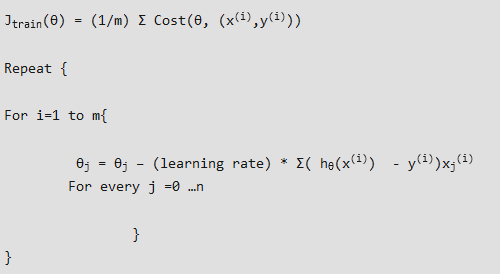 Jₜᵣₐᵢₙ(θ) = (1/m) Σ Cost(θ, (x⁽ⁱ⁾,y⁽ⁱ⁾))
Repeat {
For i=1 to m{
θⱼ = θⱼ – (learning rate) * Σ( hθ(x⁽ⁱ⁾) - y⁽ⁱ⁾)xⱼ⁽ⁱ⁾
For every j =0 …n
}
}